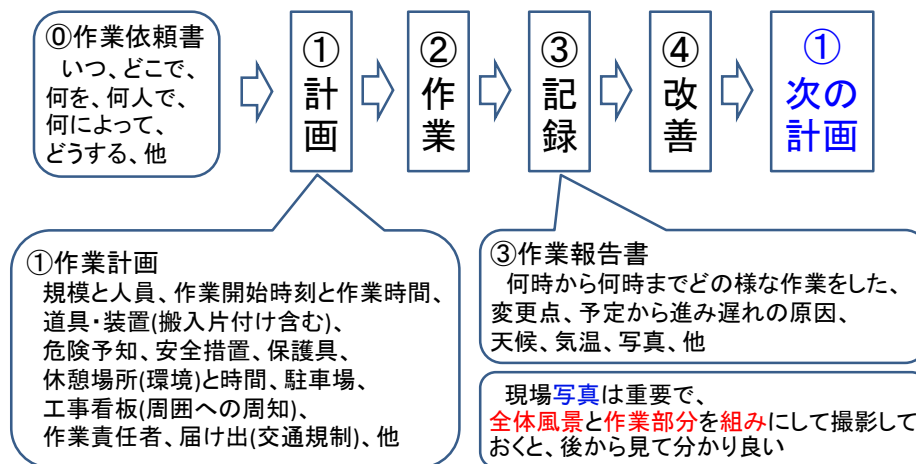 ⓪作業依頼書
いつ、どこで、
何を、何人で、
何によって、
どうする、他
①
計
画
②
作
業
③
記
録
④
改
善
①
次の
計画
①作業計画
規模と人員、作業開始時刻と作業時間、
道具・装置(搬入片付け含む)、
危険予知、安全措置、保護具、
休憩場所(環境)と時間、駐車場、
工事看板(周囲への周知)、
作業責任者、届け出(交通規制)、他
③作業報告書
何時から何時までどの様な作業をした、
変更点、予定から進み遅れの原因、
天候、気温、写真、他
現場写真は重要で、
全体風景と作業部分を組みにして撮影して
おくと、後から見て分かり良い